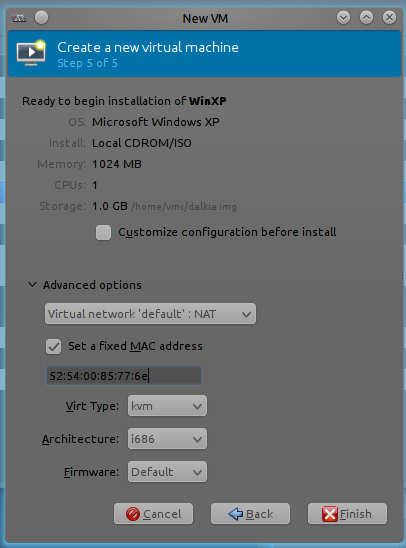 New VM
Create a new virtual machine
Step 5 of 5
Ready to begin installation of WinXP
OS: Microsoft Windows XP
Install: Local CDROM/ISO
Memory: 1024 MB
CPUs: 1
Storage: 1.0 GB /home/vms/dalkia.img
Customize configuration before install
Advanced options
Virtual network 'default' : NAT
Set a fixed MAC address
52:54:00:85:77:6e
Virt Type: kvm
Architecture: i686
Firmware: Default
Cancel Back Finish